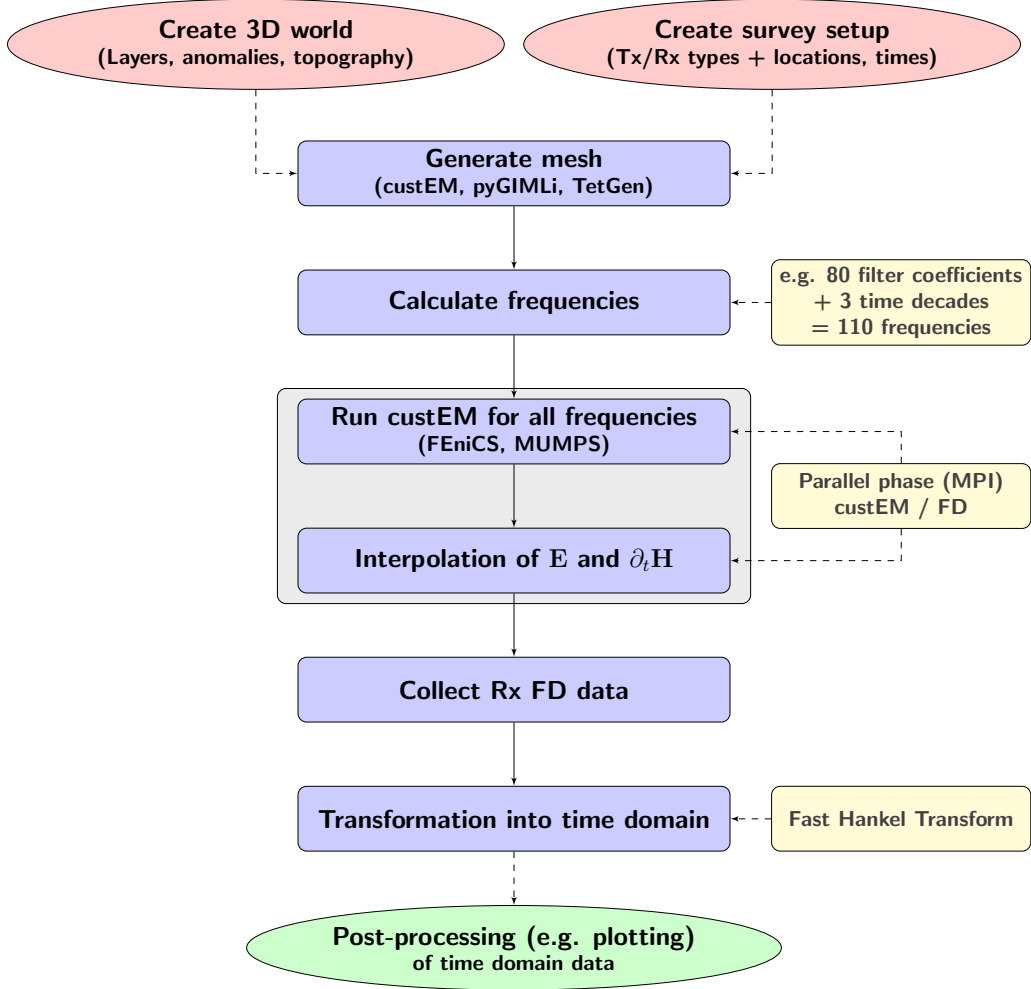 Create 3D world
(Layers, anomalies, topography)
Create survey setup
(Tx/Rx types + locations, times)
Generate mesh
(custEM, pyGIMLi, TetGen)
Calculate frequencies
e.g. 80 filter coefficients
+ 3 time decades
= 110 frequencies
Run custEM for all frequencies
(FEniCS, MUMPS)
Parallel phase (MPI)
custEM / FD
Interpolation of E and ∂ₜH
Collect Rx FD data
Transformation into time domain
Fast Hankel Transform
Post-processing (e.g. plotting)
of time domain data